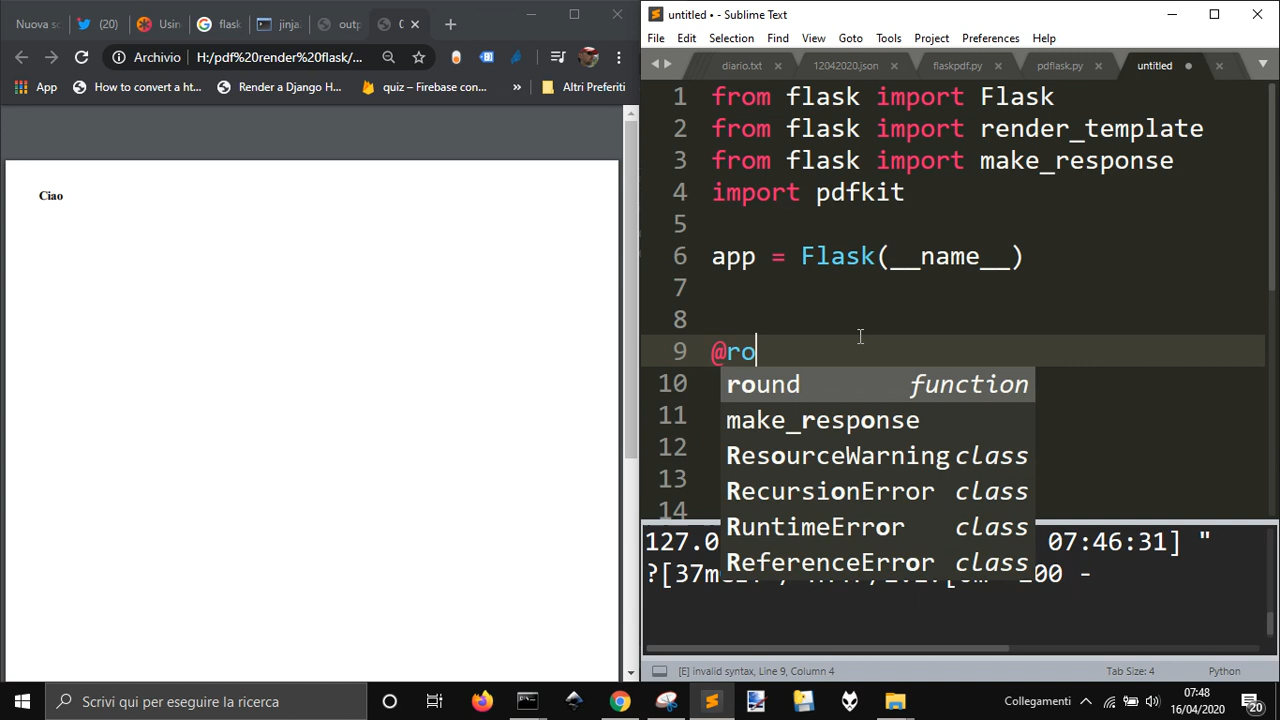 Nuova s
(20)
Usin
flask
jinja
outp
C
Archivio
H:/pdf%20render%20flask/...
App
How to convert a ht...
Render a Django H...
quiz – Firebase con...
»
Altri Preferiti
Ciao
untitled • - Sublime Text
File Edit Selection Find View Goto Tools Project Preferences Help
diario.txt
12042020.json
flaskpdf.py
pdflask.py
untitled
1 from flask import Flask
2 from flask import render_template
3 from flask import make_response
4 import pdfkit
5
6 app = Flask(__name__)
7
8
9 @ro
10
11
12
13
14
round function
make_response
ResourceWarning class
RecursionError class
RuntimeError class
ReferenceError class
127.0 07:46:31] "
?[37m 200 -
[E] invalid syntax, Line 9, Column 4
Tab Size: 4
Python
Scrivi qui per eseguire la ricerca
Collegamenti
07:48
16/04/2020
20